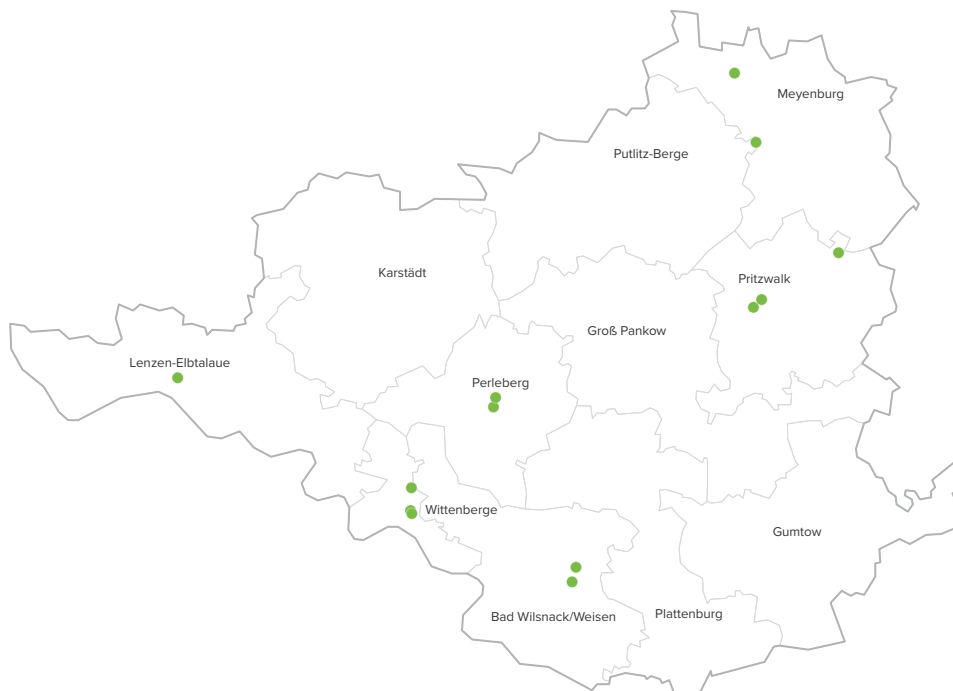 Meyenburg
Putlitz-Berge
Karstädt
Pritzwalk
Groß Pankow
Lenzen-Elbtalaue
Perleberg
Wittenberge
Gumtow
Bad Wilsnack/Weisen
Plattenburg